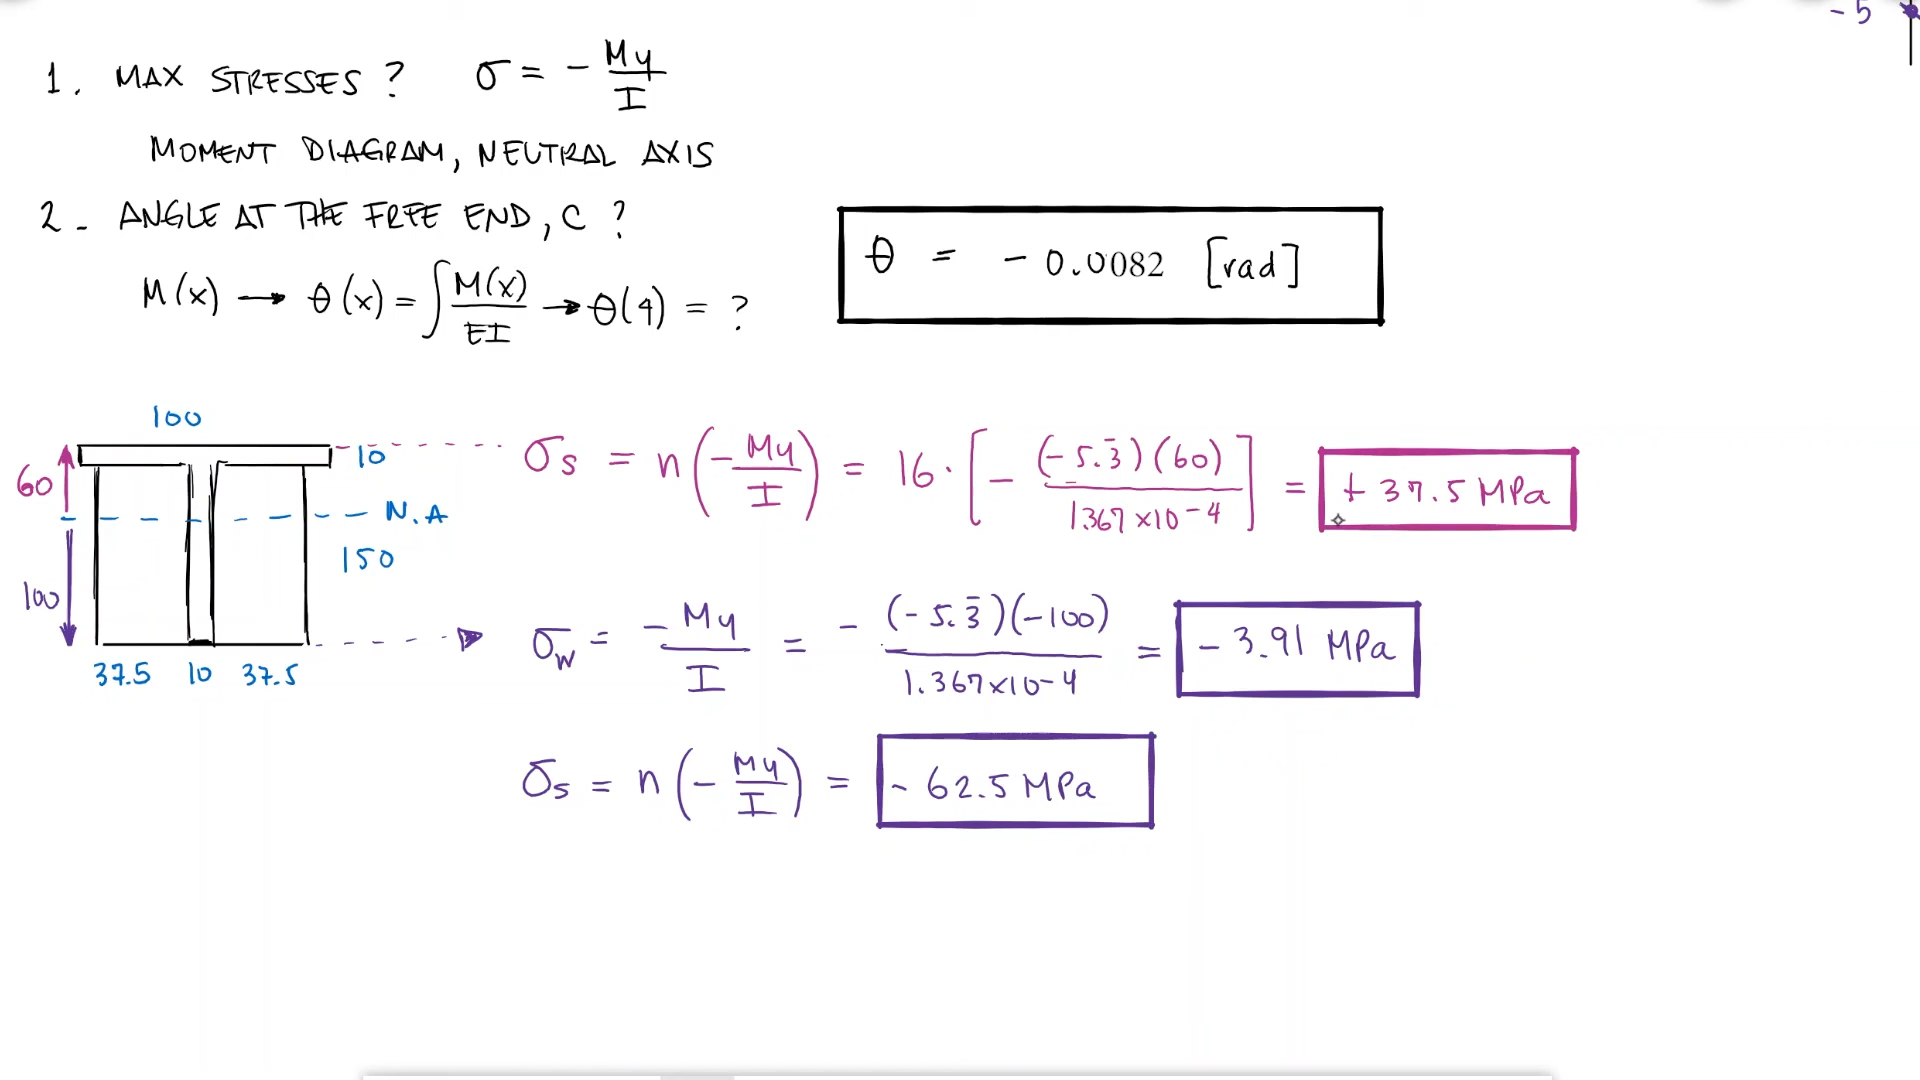 -5
1. MAX STRESSES? σ = - My/I
MOMENT DIAGRAM, NEUTRAL AXIS
2- ANGLE AT THE FREE END, C ?
θ = - 0.0082 [rad]
M(x) → θ(x) = ∫ M(x)/EI → θ(4) = ?
100
60
10
N.A
150
100
37.5 10 37.5
σs = n(- My/I) = 16·[- (-5.3̄)(60)/1.367×10-4] = + 37.5 MPa
σw = - My/I = - (-5.3̄)(-100)/1.367×10-4 = - 3.91 MPa
σs = n(- My/I) = - 62.5 MPa